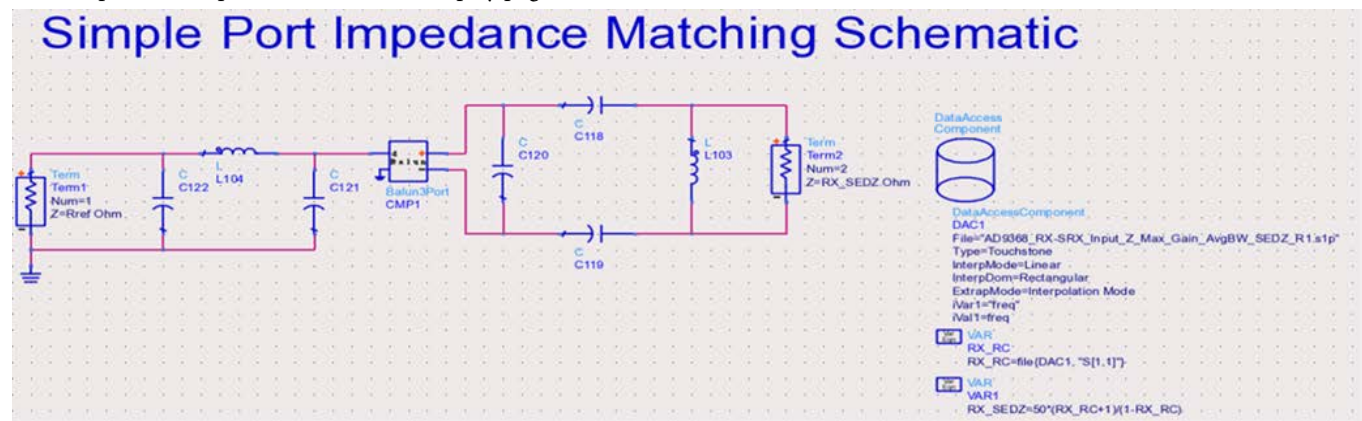 Simple Port Impedance Matching Schematic
Term
Term1
Num=1
Z=Rref Ohm
C
C122
L
L104
C
C121
Balun3Port
CMP1
C
C120
C
C118
C
C119
L
L103
Term
Term2
Num=2
Z=RX_SEDZ Ohm
DataAccess
Component
DataAccessComponent
DAC1
File="AD9368_RX-SRX_Input_Z_Max_Gain_AvgBW_SEDZ_R1.s1p"
Type=Touchstone
InterpMode=Linear
InterpDom=Rectangular
ExtrapMode=Interpolation Mode
iVar1="freq"
iVal1=freq
VAR
RX_RC
RX_RC=file{DAC1, "S[1,1]"}
VAR
VAR1
RX_SEDZ=50*(RX_RC+1)/(1-RX_RC)